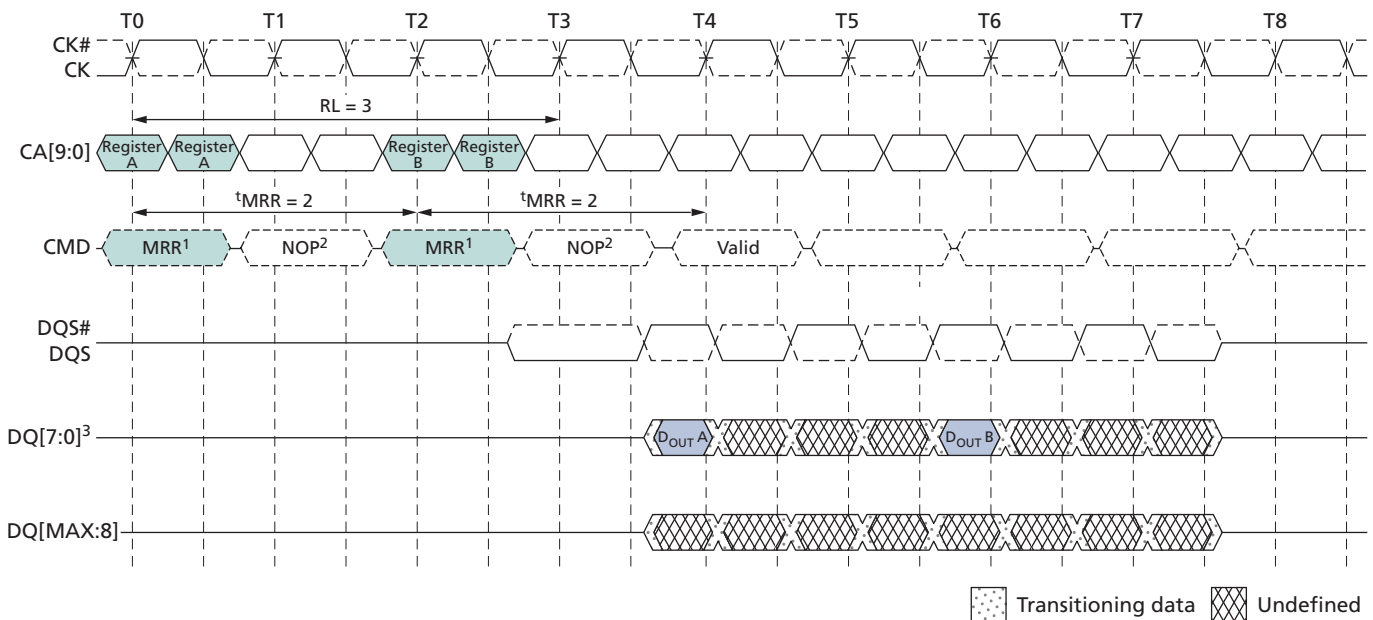 T0 T1 T2 T3 T4 T5 T6 T7 T8
CK#
CK
RL = 3
CA[9:0] Register A Register A Register B Register B
tMRR = 2 tMRR = 2
CMD MRR1 NOP2 MRR1 NOP2 Valid
DQS#
DQS
DQ[7:0]3 DOUT A DOUT B
DQ[MAX:8]
Transitioning data Undefined